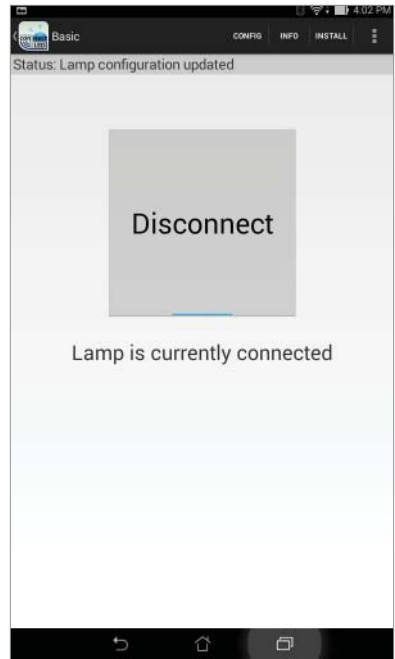 4:02 PM
Basic
CONFIG INFO INSTALL
Status: Lamp configuration updated
Disconnect
Lamp is currently connected